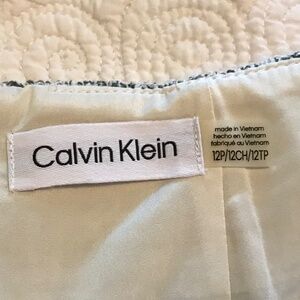 Calvin Klein
made in Vietnam
hecho en Vietnam
fabriqué au Vietnam
12P/12CH/12TP